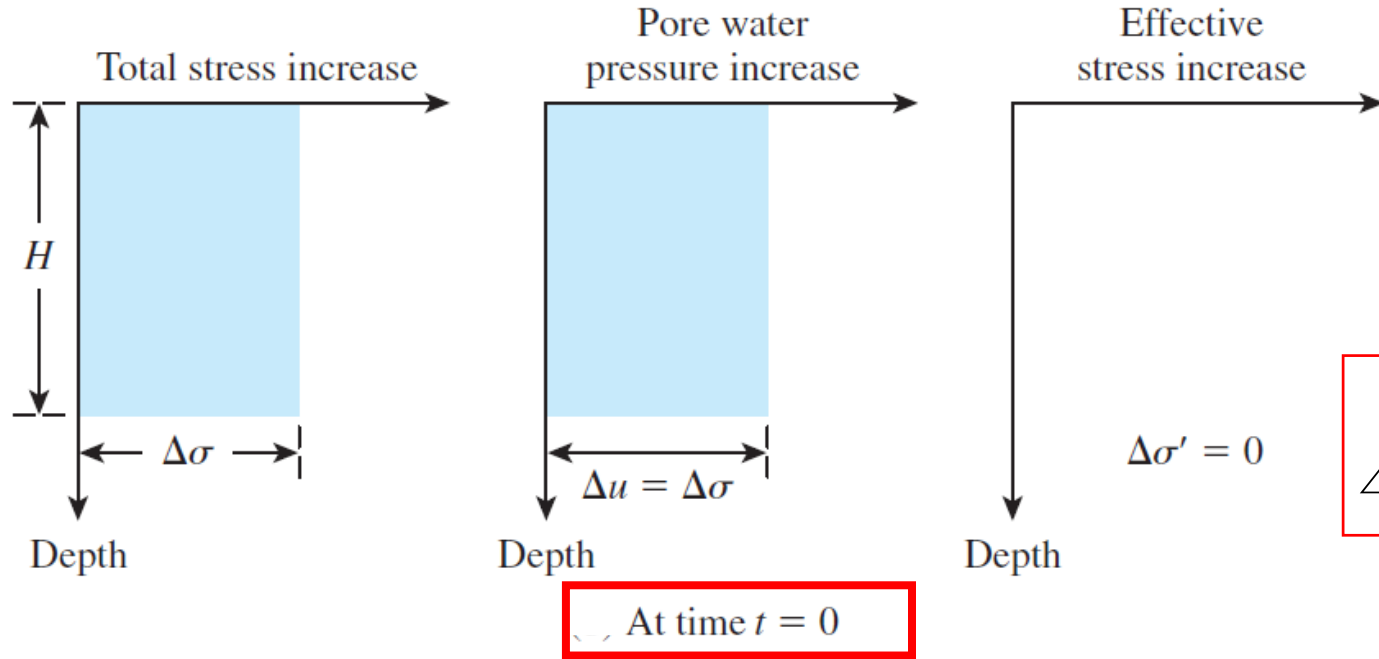 Total stress increase
Pore water
pressure increase
Effective
stress increase
H
Δσ
Δu = Δσ
Δσ′ = 0
Depth
Depth
Depth
At time t = 0